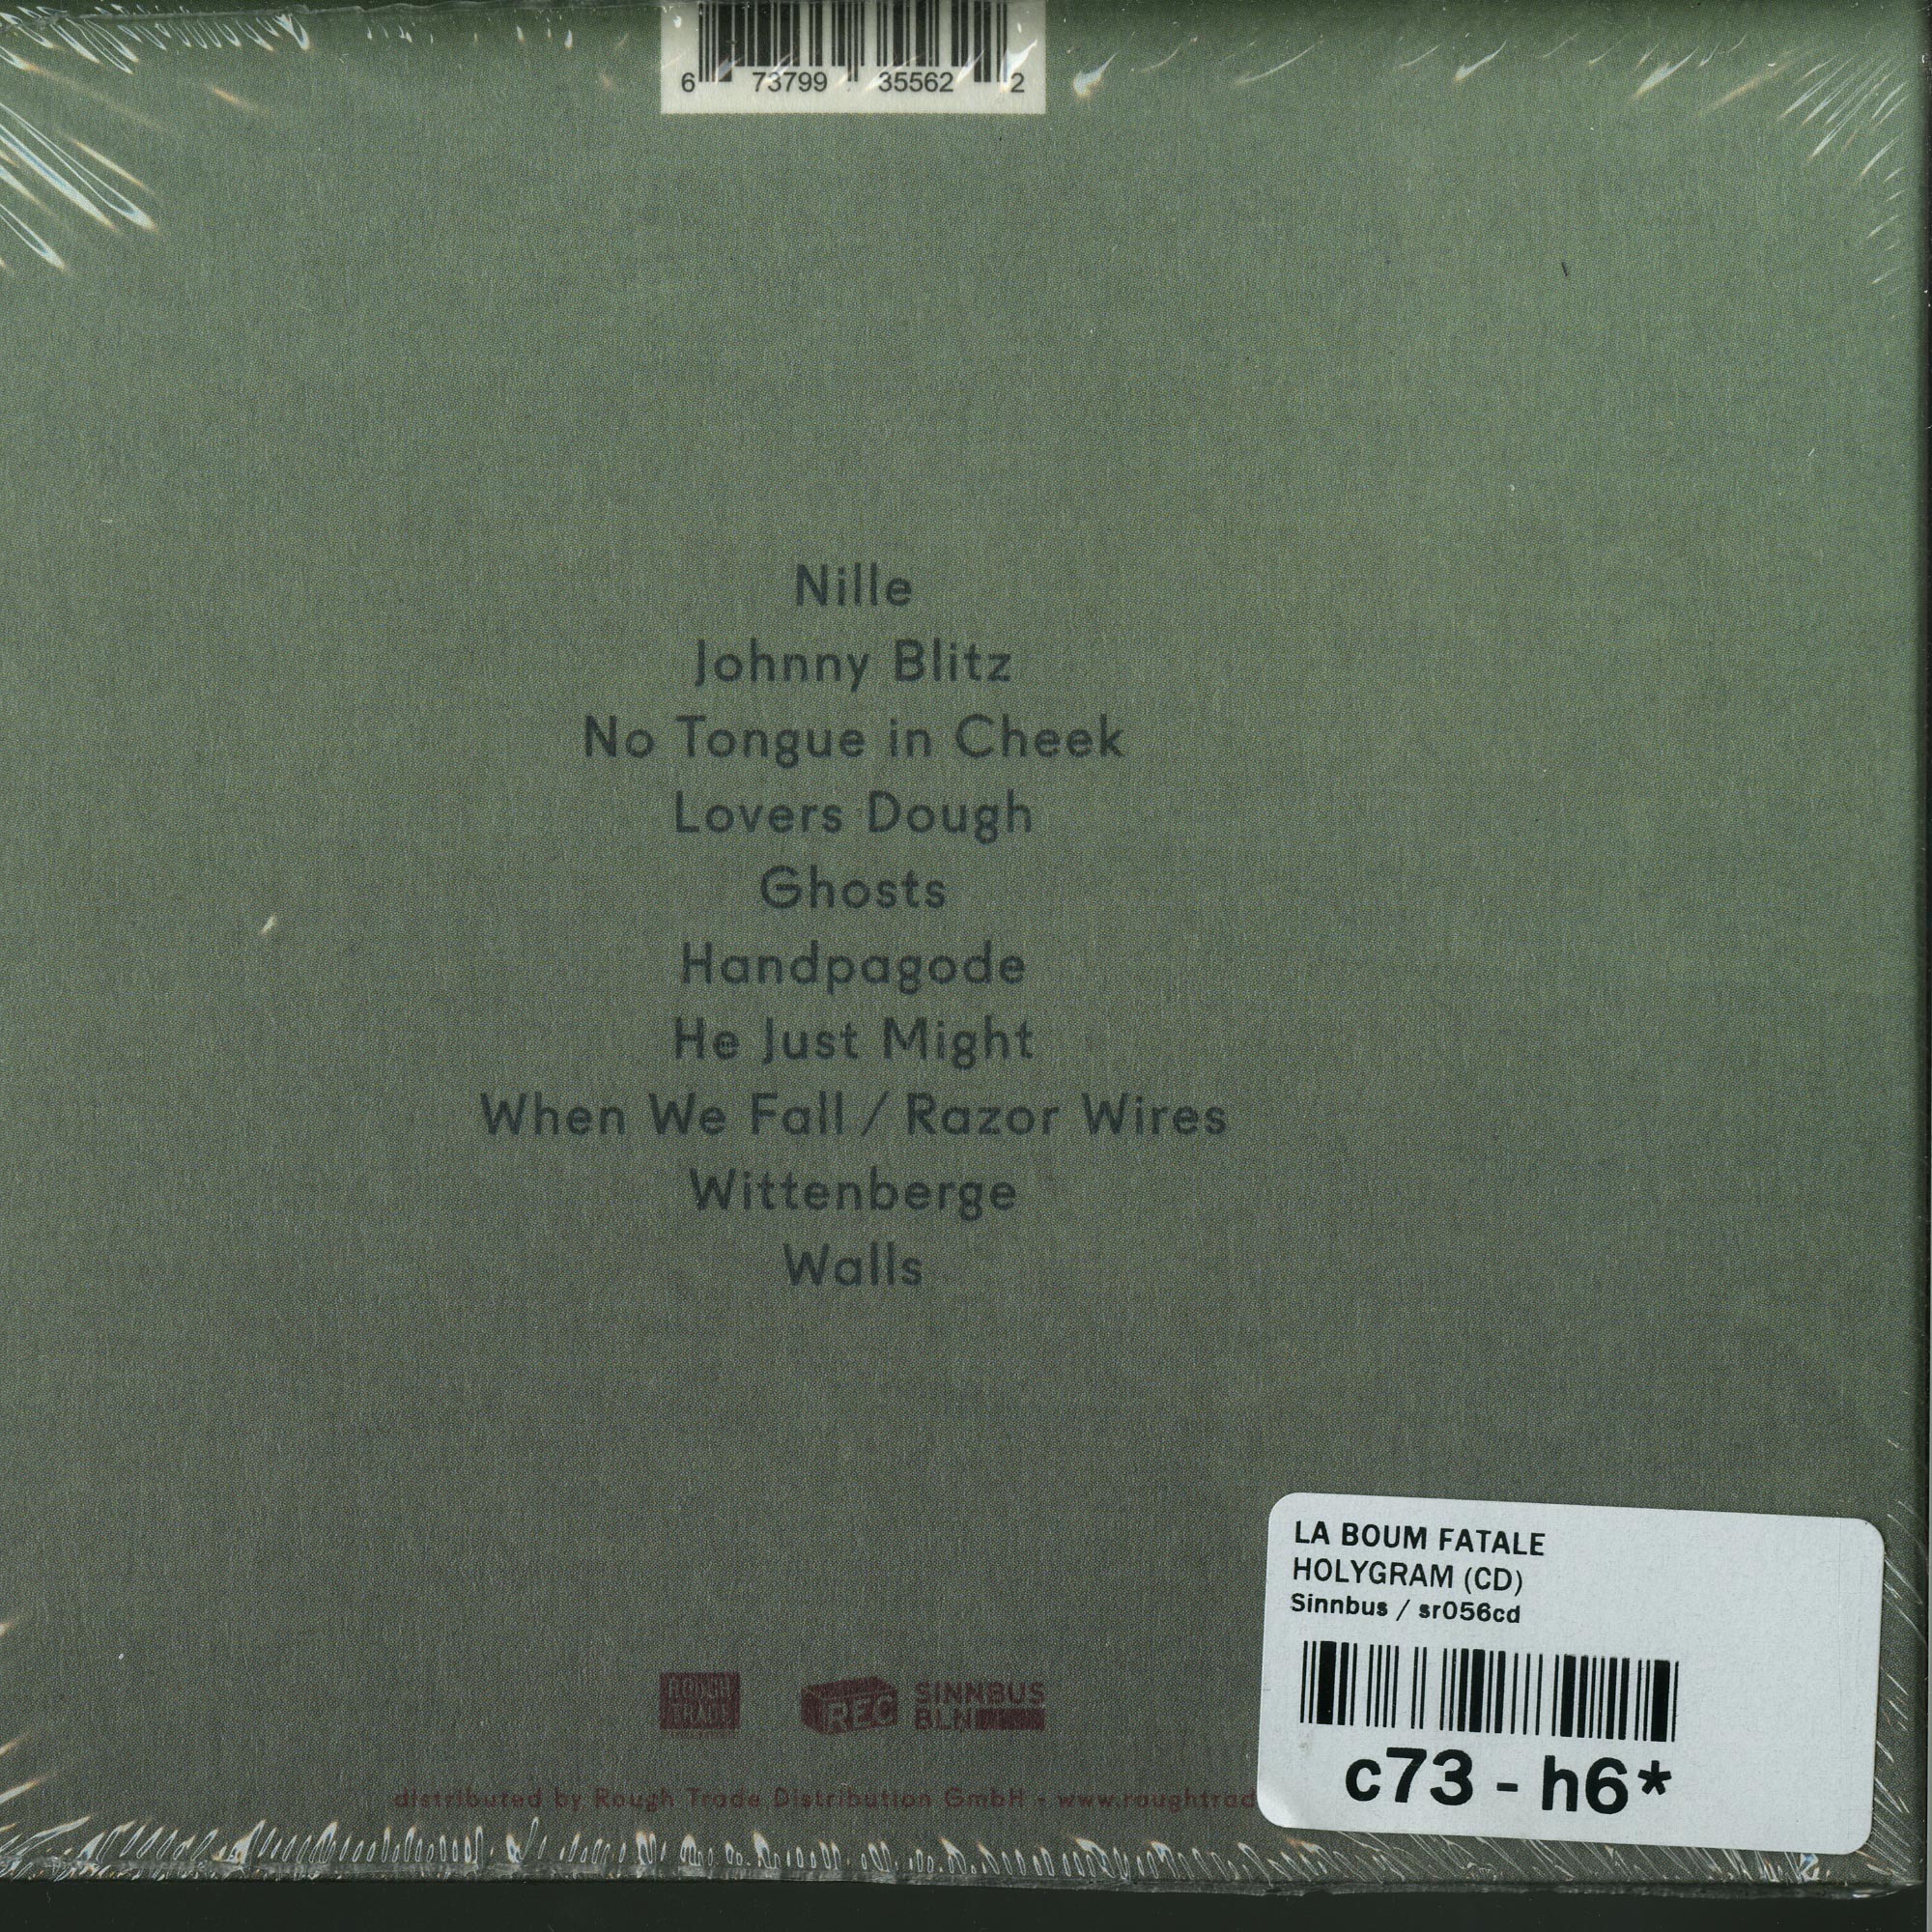 6 73799 35562 2
Nille
Johnny Blitz
No Tongue in Cheek
Lovers Dough
Ghosts
Handpagode
He Just Might
When We Fall / Razor Wires
Wittenberge
Walls
ROUGH
TRADE
REC
SINNBUS
BLN
distributed by Rough Trade Distribution GmbH - www.roughtrad
LA BOUM FATALE
HOLYGRAM (CD)
Sinnbus / sr056cd
c73 - h6*